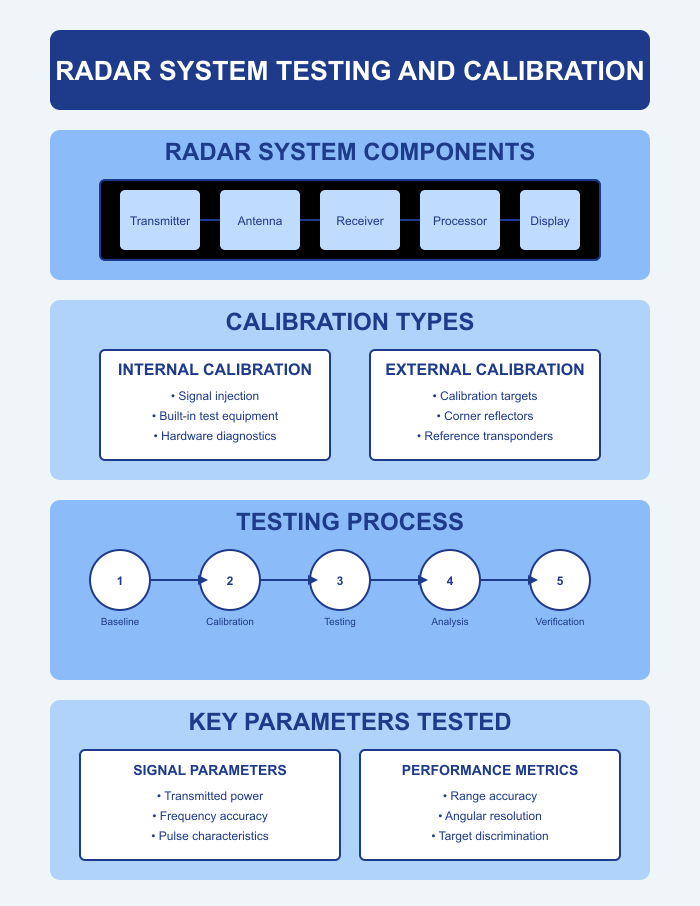 RADAR SYSTEM TESTING AND CALIBRATION
RADAR SYSTEM COMPONENTS
Transmitter
Antenna
Receiver
Processor
Display
CALIBRATION TYPES
INTERNAL CALIBRATION
• Signal injection
• Built-in test equipment
• Hardware diagnostics
EXTERNAL CALIBRATION
• Calibration targets
• Corner reflectors
• Reference transponders
TESTING PROCESS
1
Baseline
2
Calibration
3
Testing
4
Analysis
5
Verification
KEY PARAMETERS TESTED
SIGNAL PARAMETERS
• Transmitted power
• Frequency accuracy
• Pulse characteristics
PERFORMANCE METRICS
• Range accuracy
• Angular resolution
• Target discrimination